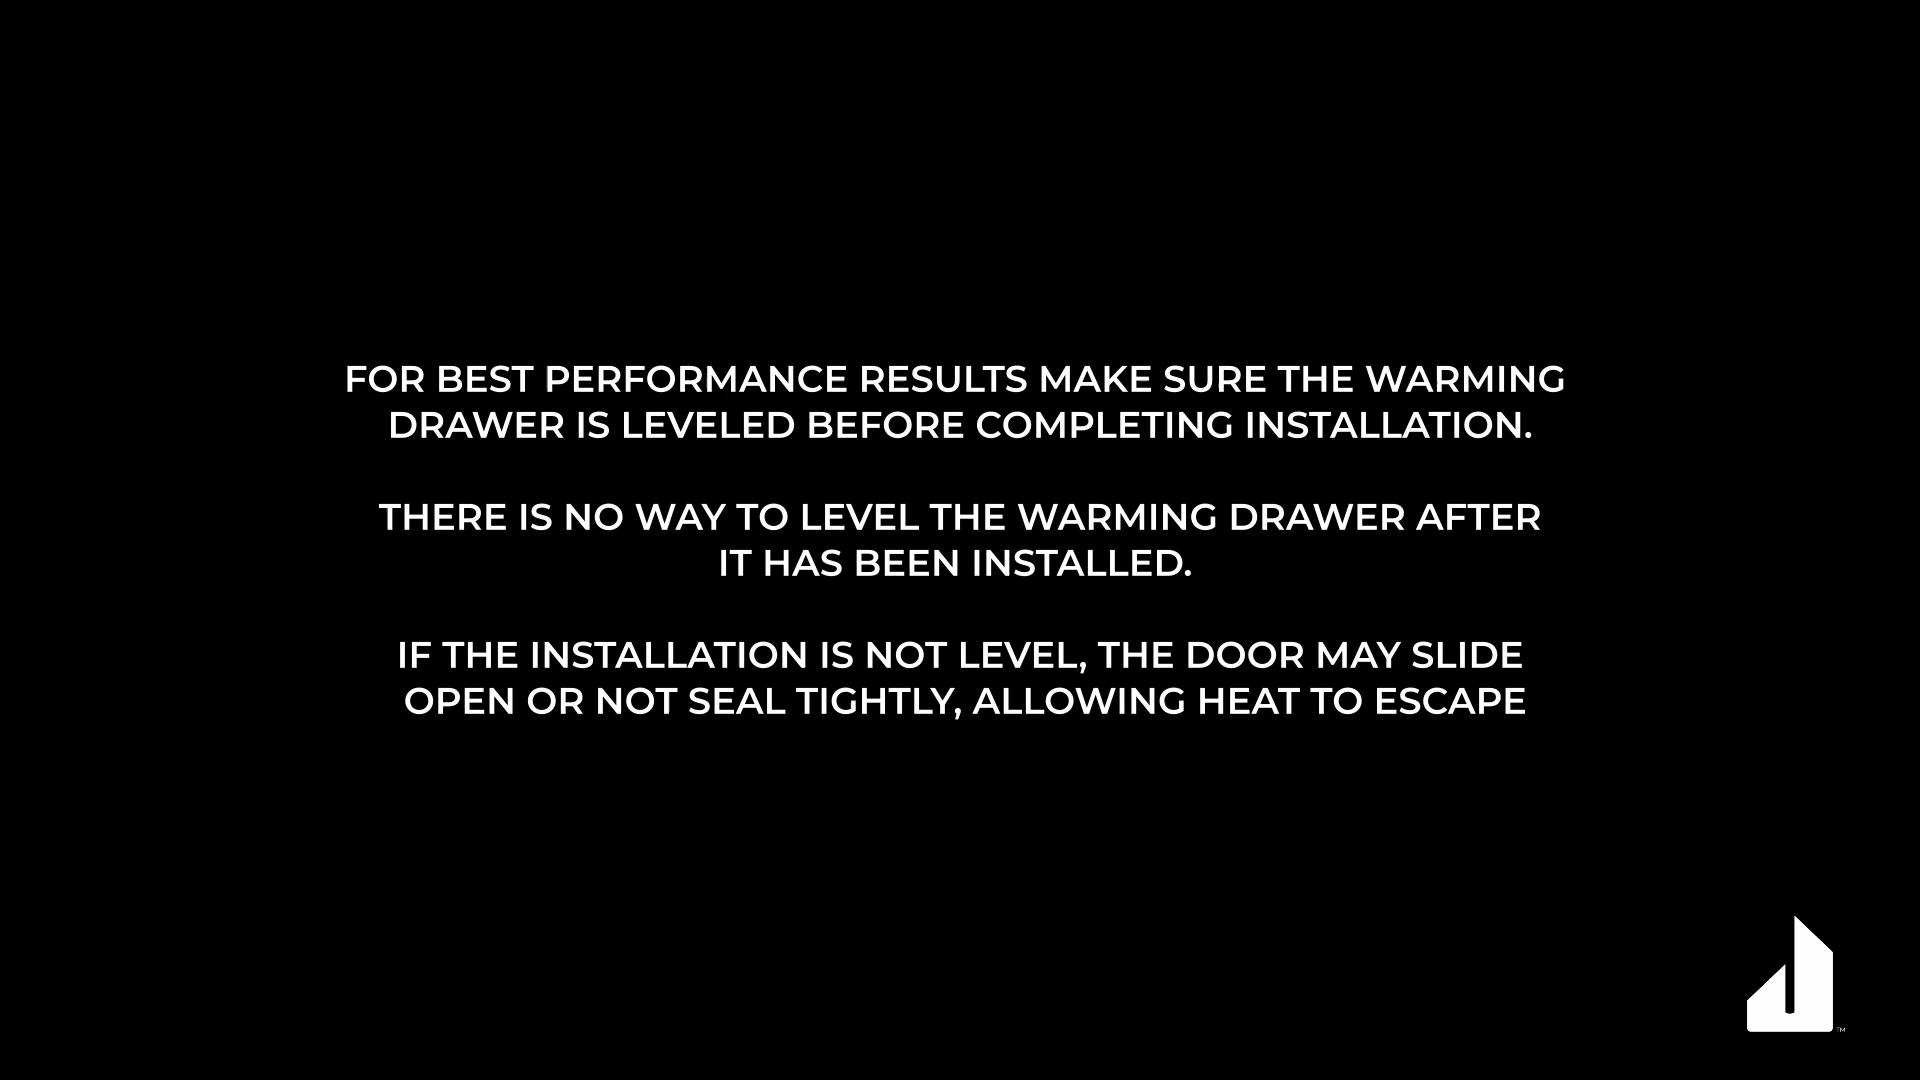 FOR BEST PERFORMANCE RESULTS MAKE SURE THE WARMING
DRAWER IS LEVELED BEFORE COMPLETING INSTALLATION.
THERE IS NO WAY TO LEVEL THE WARMING DRAWER AFTER
IT HAS BEEN INSTALLED.
IF THE INSTALLATION IS NOT LEVEL, THE DOOR MAY SLIDE
OPEN OR NOT SEAL TIGHTLY, ALLOWING HEAT TO ESCAPE
TM